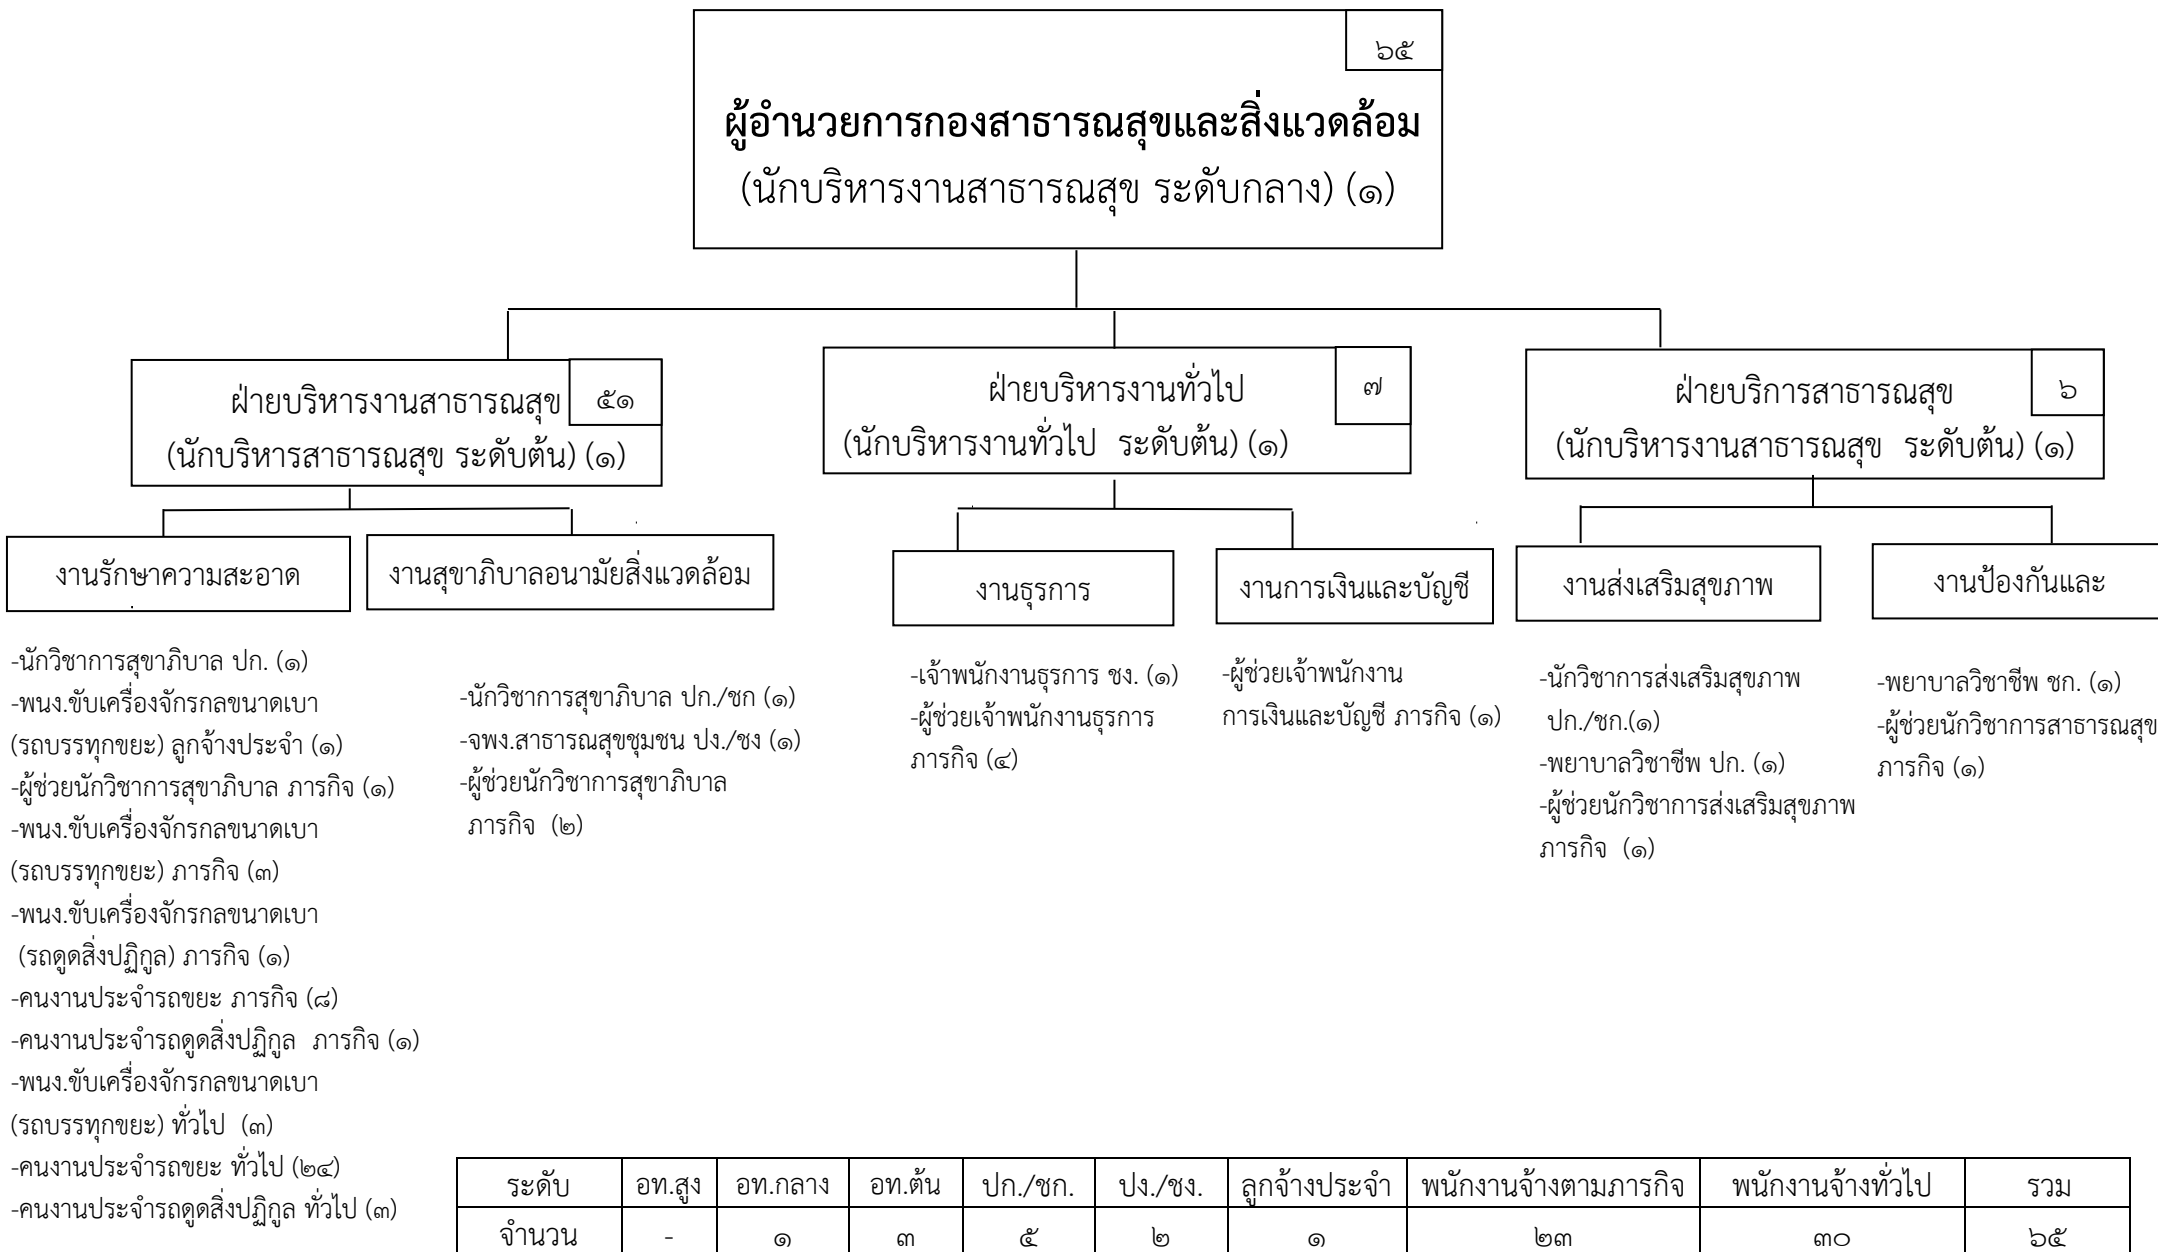 ๖๕
ผู้อำนวยการกองสาธารณสุขและสิ่งแวดล้อม
(นักบริหารงานสาธารณสุข ระดับกลาง) (๑)
ฝ่ายบริหารงานสาธารณสุข
๕๑
(นักบริหารสาธารณสุข ระดับต้น) (๑)
ฝ่ายบริหารงานทั่วไป
๗
(นักบริหารงานทั่วไป ระดับต้น) (๑)
ฝ่ายบริการสาธารณสุข
๖
(นักบริหารงานสาธารณสุข ระดับต้น) (๑)
งานรักษาความสะอาด
-นักวิชาการสุขาภิบาล ปก. (๑)
-พนง.ขับเครื่องจักรกลขนาดเบา
(รถบรรทุกขยะ) ลูกจ้างประจำ (๑)
-ผู้ช่วยนักวิชาการสุขาภิบาล ภารกิจ (๑)
-พนง.ขับเครื่องจักรกลขนาดเบา
(รถบรรทุกขยะ) ภารกิจ (๓)
-พนง.ขับเครื่องจักรกลขนาดเบา
(รถดูดสิ่งปฏิกูล) ภารกิจ (๑)
-คนงานประจำรถขยะ ภารกิจ (๘)
-คนงานประจำรถดูดสิ่งปฏิกูล ภารกิจ (๑)
-พนง.ขับเครื่องจักรกลขนาดเบา
(รถบรรทุกขยะ) ทั่วไป (๓)
-คนงานประจำรถขยะ ทั่วไป (๒๔)
-คนงานประจำรถดูดสิ่งปฏิกูล ทั่วไป (๓)
งานสุขาภิบาลอนามัยสิ่งแวดล้อม
-นักวิชาการสุขาภิบาล ปก./ชก (๑)
-จพง.สาธารณสุขชุมชน ปง./ชง (๑)
-ผู้ช่วยนักวิชาการสุขาภิบาล
ภารกิจ (๒)
งานธุรการ
-เจ้าพนักงานธุรการ ชง. (๑)
-ผู้ช่วยเจ้าพนักงานธุรการ
ภารกิจ (๔)
งานการเงินและบัญชี
-ผู้ช่วยเจ้าพนักงาน
การเงินและบัญชี ภารกิจ (๑)
งานส่งเสริมสุขภาพ
-นักวิชาการส่งเสริมสุขภาพ
ปก./ชก.(๑)
-พยาบาลวิชาชีพ ปก. (๑)
-ผู้ช่วยนักวิชาการส่งเสริมสุขภาพ
ภารกิจ (๑)
งานป้องกันและ
-พยาบาลวิชาชีพ ชก. (๑)
-ผู้ช่วยนักวิชาการสาธารณสุข
ภารกิจ (๑)
ระดับ อท.สูง อท.กลาง อท.ต้น ปก./ชก. ปง./ชง. ลูกจ้างประจำ พนักงานจ้างตามภารกิจ พนักงานจ้างทั่วไป รวม
จำนวน - ๑ ๓ ๕ ๒ ๑ ๒๓ ๓๐ ๖๕